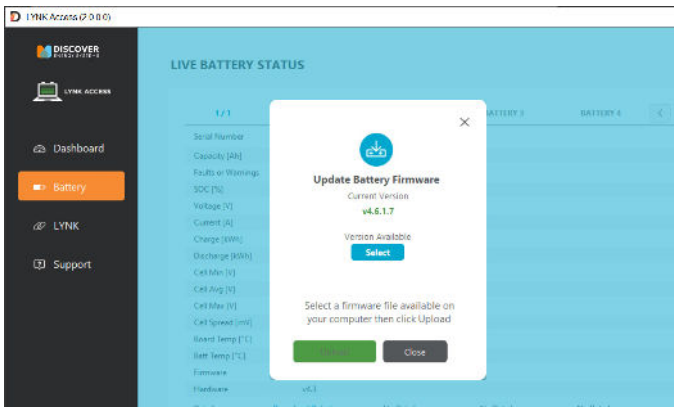 LYNK Access (2.0.0.0)
DISCOVER
ENERGY SYSTEMS
LYNK ACCESS
Dashboard
Battery
LYNK
Support
LIVE BATTERY STATUS
1 / 1
BATTERY 3
BATTERY 4
Serial Number
Capacity [Ah]
Faults or Warnings
SOC [%]
Voltage [V]
Current [A]
Charge [kWh]
Discharge [kWh]
Cell Min [V]
Cell Avg [V]
Cell Max [V]
Cell Spread [mV]
Board Temp [°C]
Batt Temp [°C]
Firmware
Hardware
Update Battery Firmware
Current Version
v4.6.1.7
Version Available
Select
Select a firmware file available on
your computer then click Upload
Upload
Close